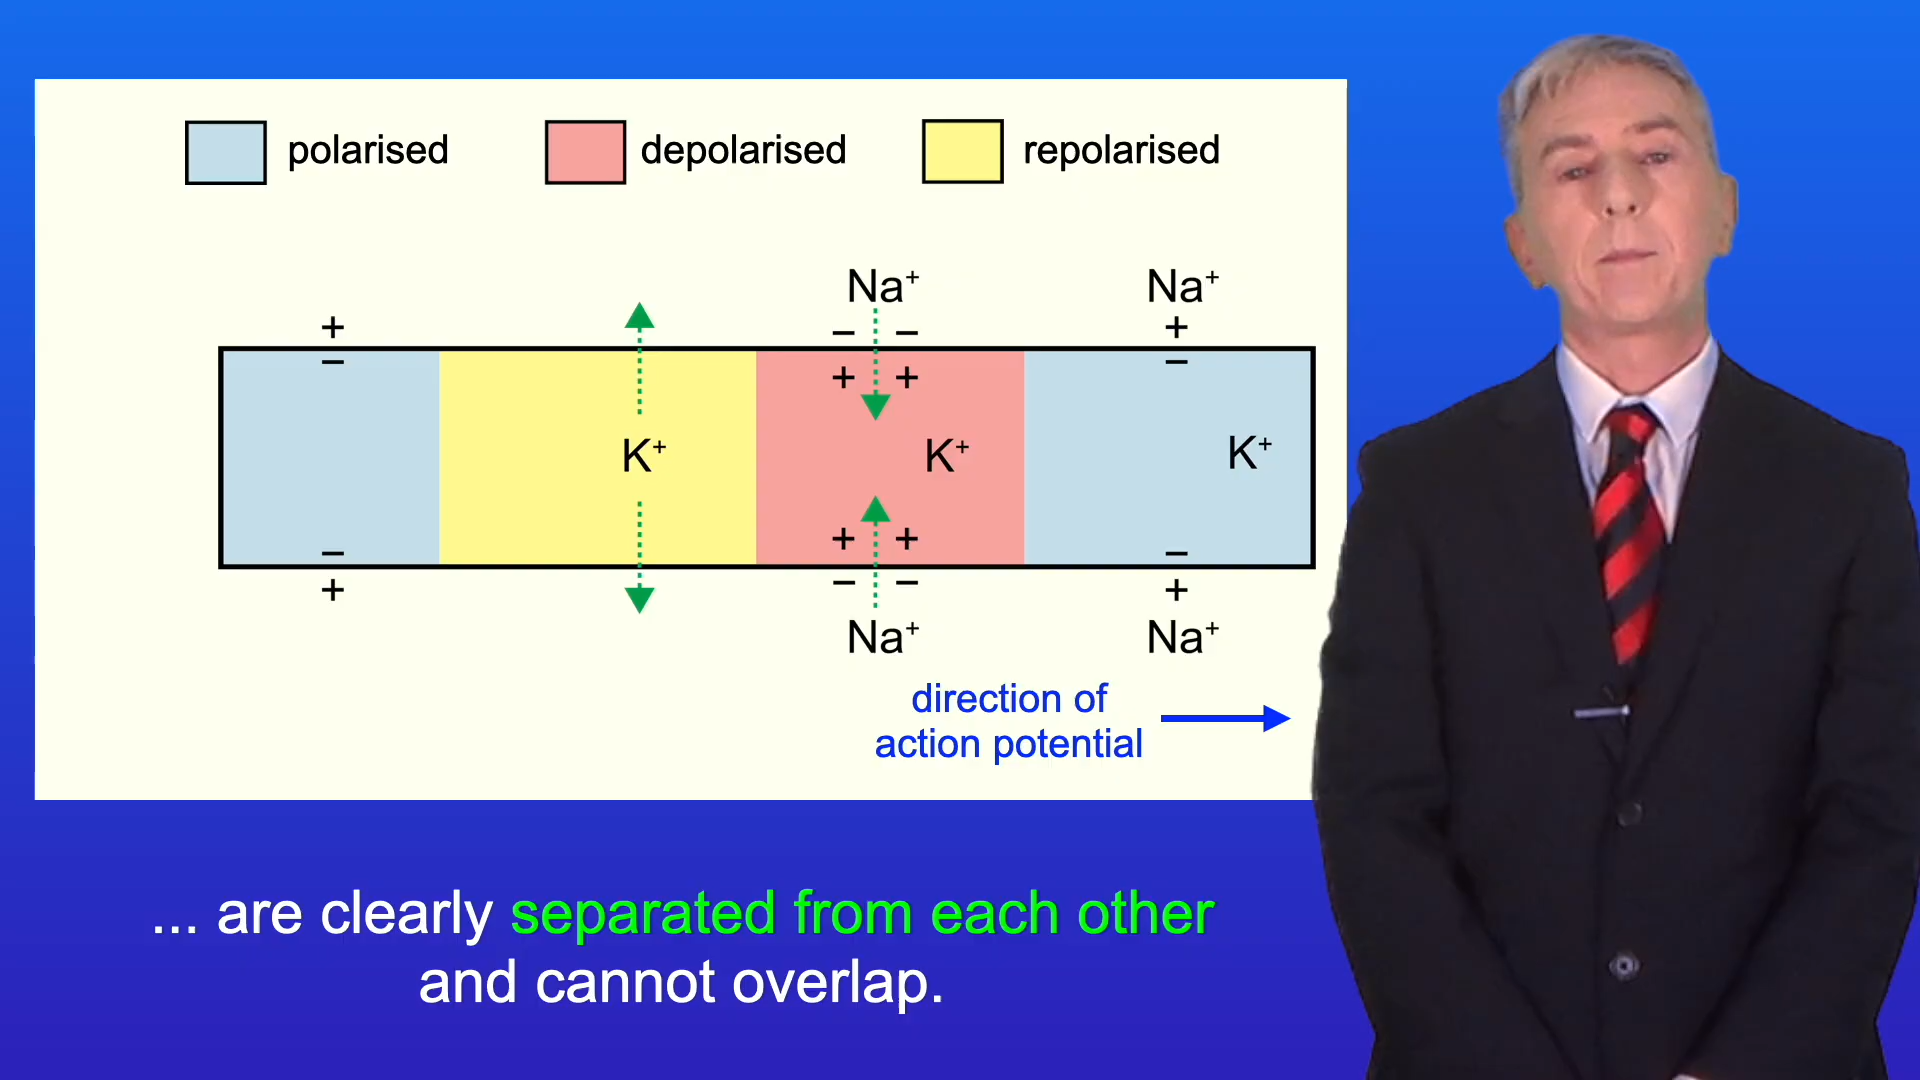 polarised depolarised repolarised
Na⁺ Na⁺
+ − − +
− + + −
K⁺ K⁺ K⁺
− + + −
+ − − +
Na⁺ Na⁺
direction of
action potential
... are clearly separated from each other
and cannot overlap.